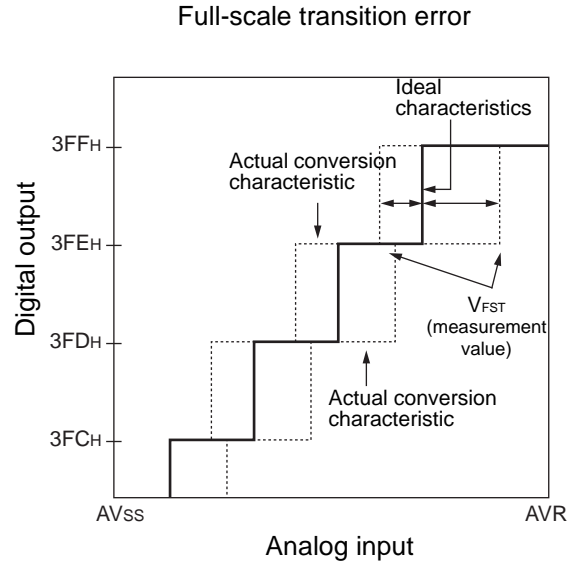 Full-scale transition error
Ideal
characteristics
3FFH
Actual conversion
characteristic
3FEH
Digital output
VFST
(measurement
value)
3FDH
Actual conversion
characteristic
3FCH
AVSS
AVR
Analog input